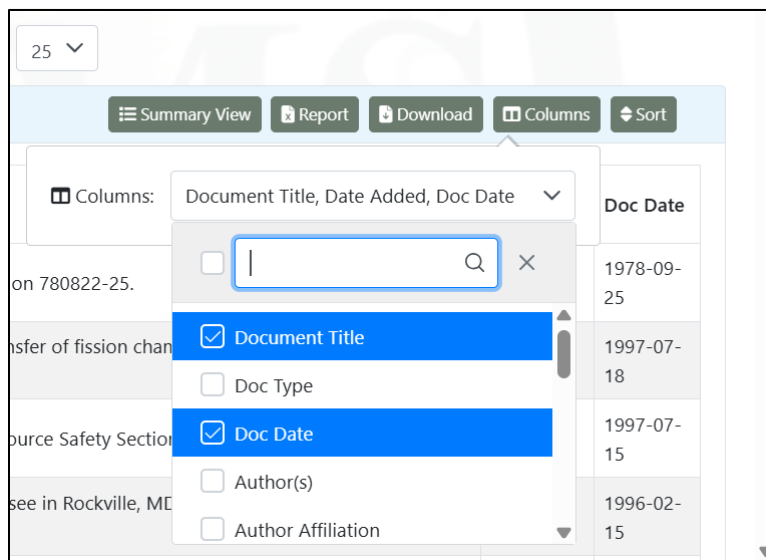 25
Summary View Report Download Columns Sort
Columns: Document Title, Date Added, Doc Date
Doc Date
on 780822-25.
1978-09-
25
Document Title
nsfer of fission chan
1997-07-
18
Doc Type
Doc Date
ource Safety Section
1997-07-
15
Author(s)
see in Rockville, MD
1996-02-
15
Author Affiliation